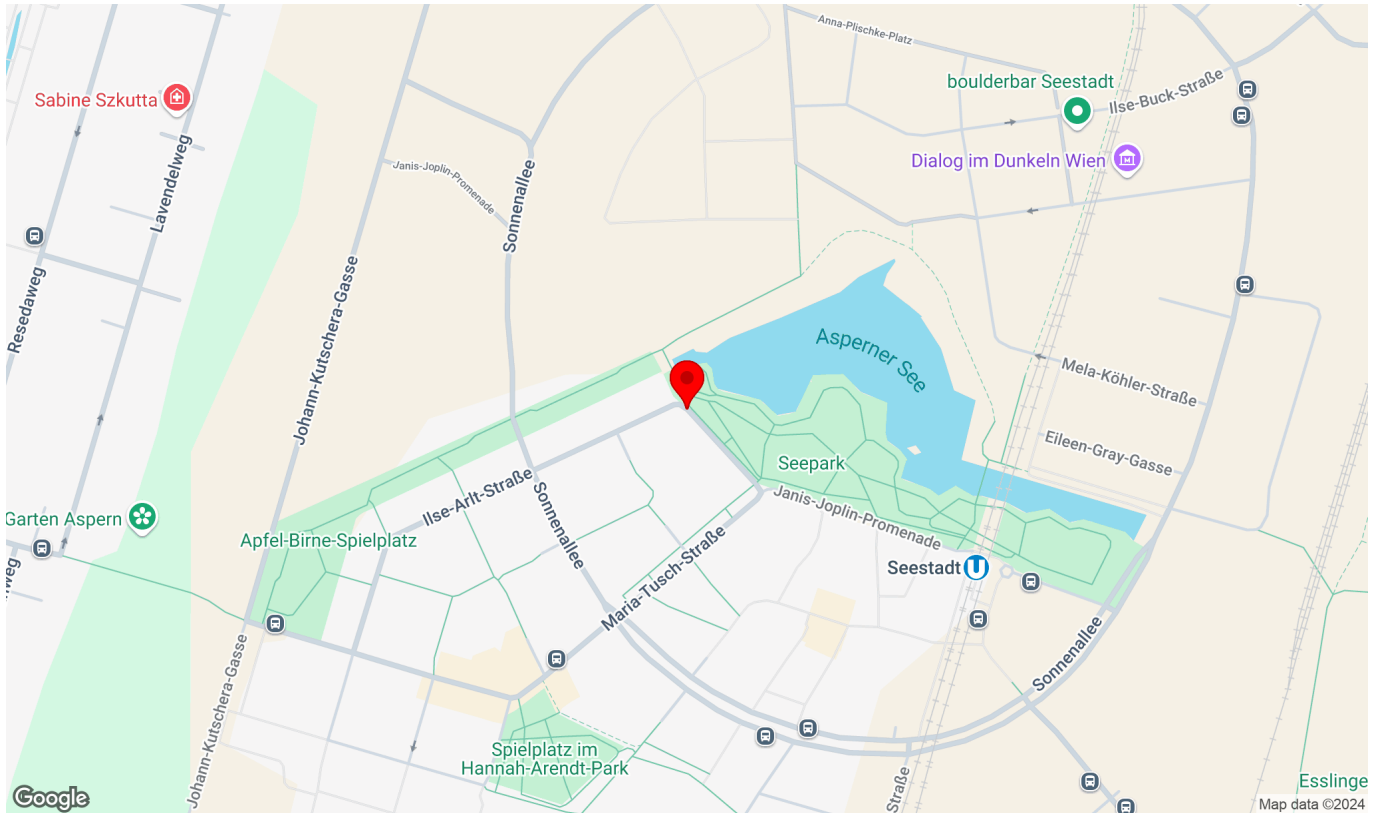 Anna-Plischke-Platz
boulderbar Seestadt
Ilse-Buck-Straße
Sabine Szkutta
Dialog im Dunkeln Wien
Lavendelweg
Janis-Joplin-Promenade
Sonnenallee
Resedaweg
Johann-Kutschera-Gasse
Asperner See
Mela-Köhler-Straße
Eileen-Gray-Gasse
Seepark
Ilse-Arlt-Straße
Sonnenallee
Janis-Joplin-Promenade
Garten Aspern
Apfel-Birne-Spielplatz
Maria-Tusch-Straße
Seestadt
U
Johann-Kutschera-Gasse
Sonnenallee
Spielplatz im
Hannah-Arendt-Park
Straße
Esslinge
Google
Map data ©2024